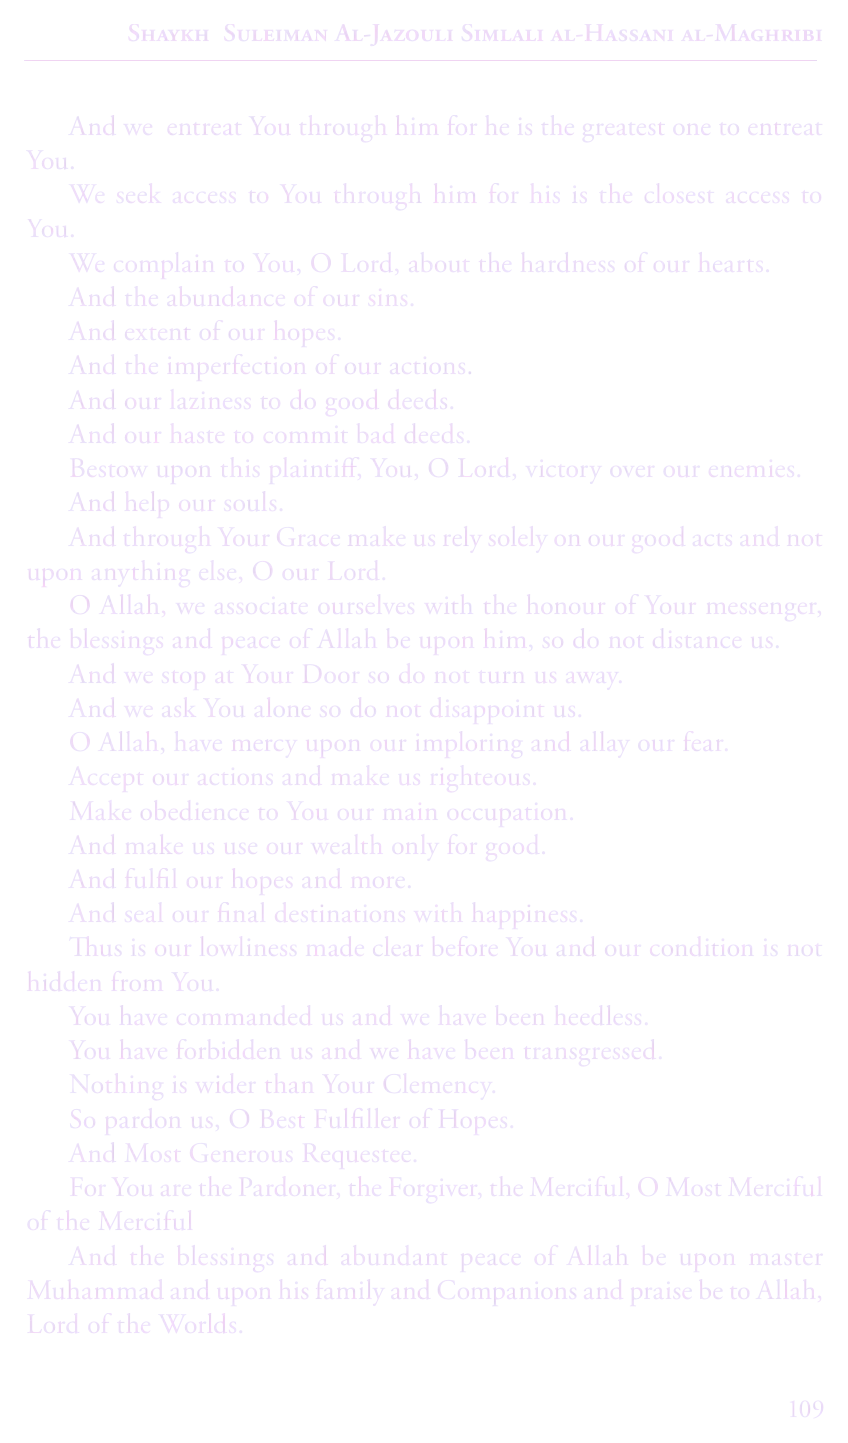 Shaykh Suleiman Al-Jazouli Simlali al-Hassani al-Maghribi
And we entreat You through him for he is the greatest one to entreat
You.
We seek access to You through him for his is the closest access to
You.
We complain to You, O Lord, about the hardness of our hearts.
And the abundance of our sins.
And extent of our hopes.
And the imperfection of our actions.
And our laziness to do good deeds.
And our haste to commit bad deeds.
Bestow upon this plaintiff, You, O Lord, victory over our enemies.
And help our souls.
And through Your Grace make us rely solely on our good acts and not
upon anything else, O our Lord.
O Allah, we associate ourselves with the honour of Your messenger,
the blessings and peace of Allah be upon him, so do not distance us.
And we stop at Your Door so do not turn us away.
And we ask You alone so do not disappoint us.
O Allah, have mercy upon our imploring and allay our fear.
Accept our actions and make us righteous.
Make obedience to You our main occupation.
And make us use our wealth only for good.
And fulfil our hopes and more.
And seal our final destinations with happiness.
Thus is our lowliness made clear before You and our condition is not
hidden from You.
You have commanded us and we have been heedless.
You have forbidden us and we have been transgressed.
Nothing is wider than Your Clemency.
So pardon us, O Best Fulfiller of Hopes.
And Most Generous Requestee.
For You are the Pardoner, the Forgiver, the Merciful, O Most Merciful
of the Merciful
And the blessings and abundant peace of Allah be upon master
Muhammad and upon his family and Companions and praise be to Allah,
Lord of the Worlds.
109